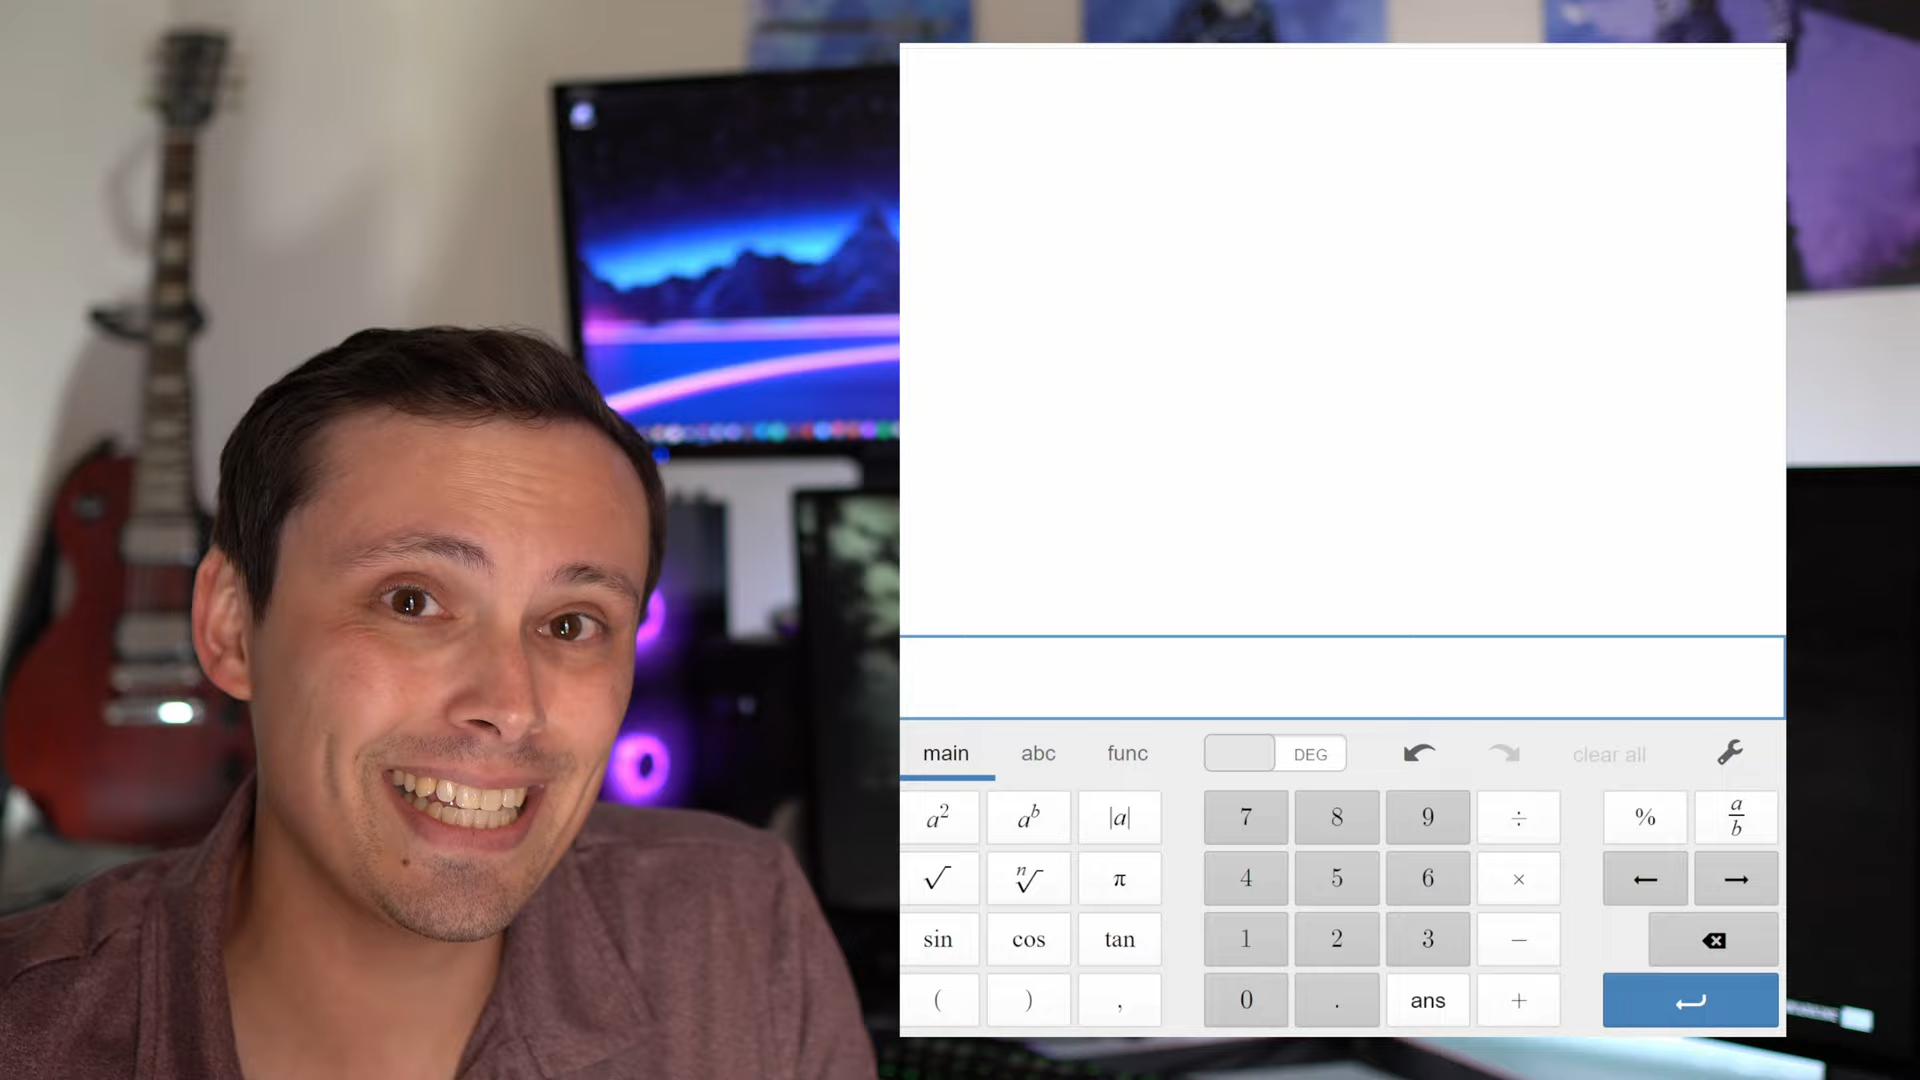 main abc func DEG clear all
a² aᵇ |a| 7 8 9 ÷ % a/b
√ ⁿ√ π 4 5 6 ×
sin cos tan 1 2 3 −
( ) , 0 . ans +